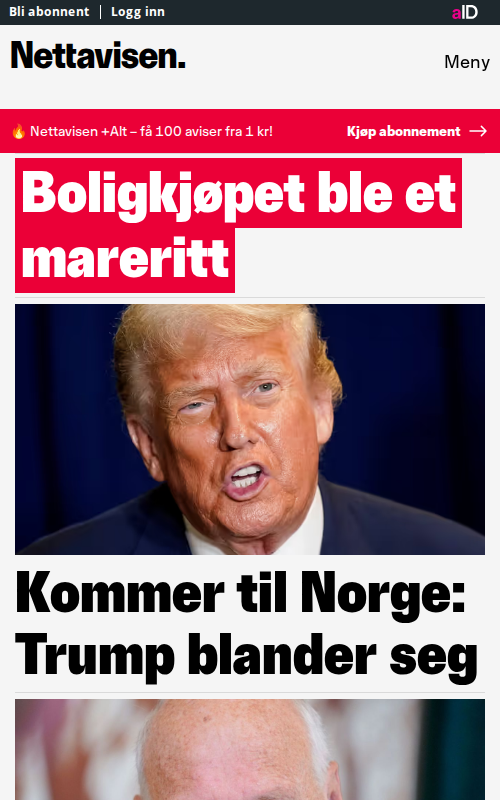 Bli abonnent
Logg inn
aID
Nettavisen.
Meny
🔥 Nettavisen +Alt – få 100 aviser fra 1 kr!
Kjøp abonnement →
Boligkjøpet ble et
mareritt
Kommer til Norge:
Trump blander seg